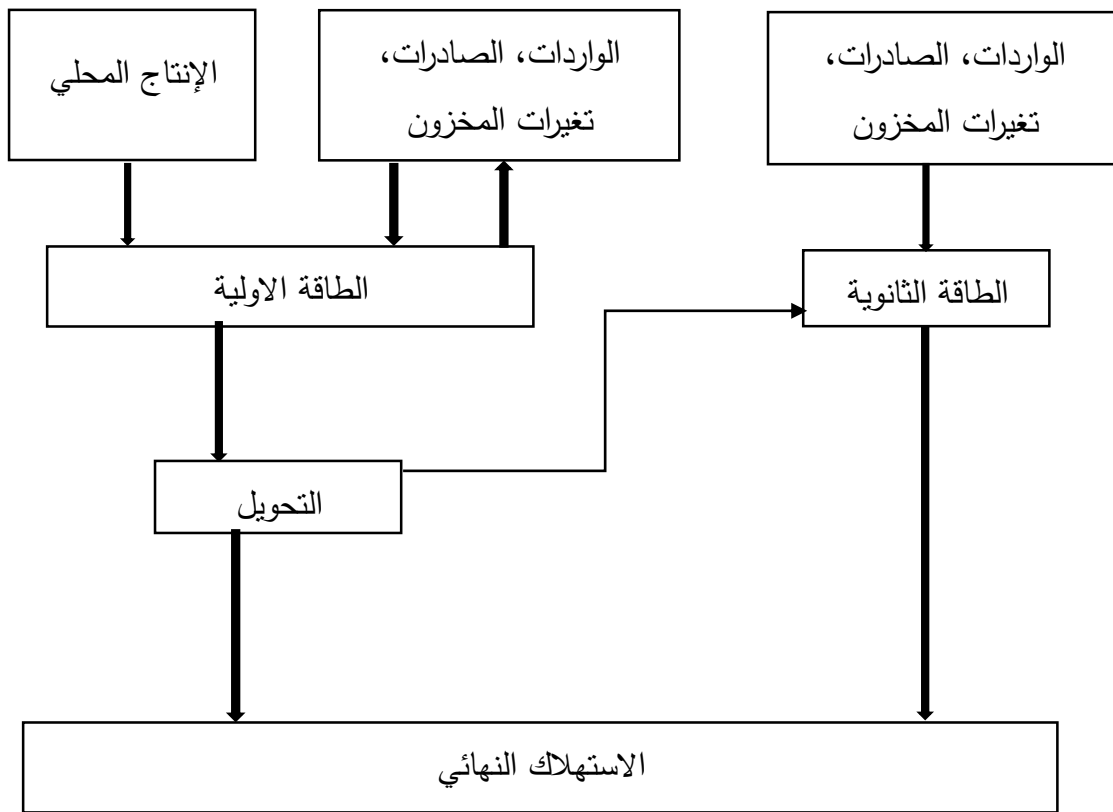 الإنتاج المحلي
الواردات، الصادرات،
تغيرات المخزون
الواردات، الصادرات،
تغيرات المخزون
الطاقة الاولية
الطاقة الثانوية
التحويل
الاستهلاك النهائي